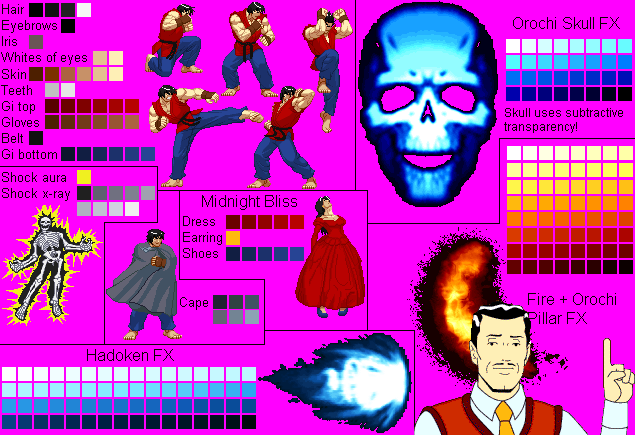 Hair
Eyebrows
Iris
Whites of eyes
Skin
Teeth
Gi top
Gloves
Belt
Gi bottom
Shock aura
Shock x-ray
Midnight Bliss
Dress
Earring
Shoes
Cape
Orochi Skull FX
Skull uses subtractive
transparency!
Fire + Orochi
Pillar FX
Hadoken FX